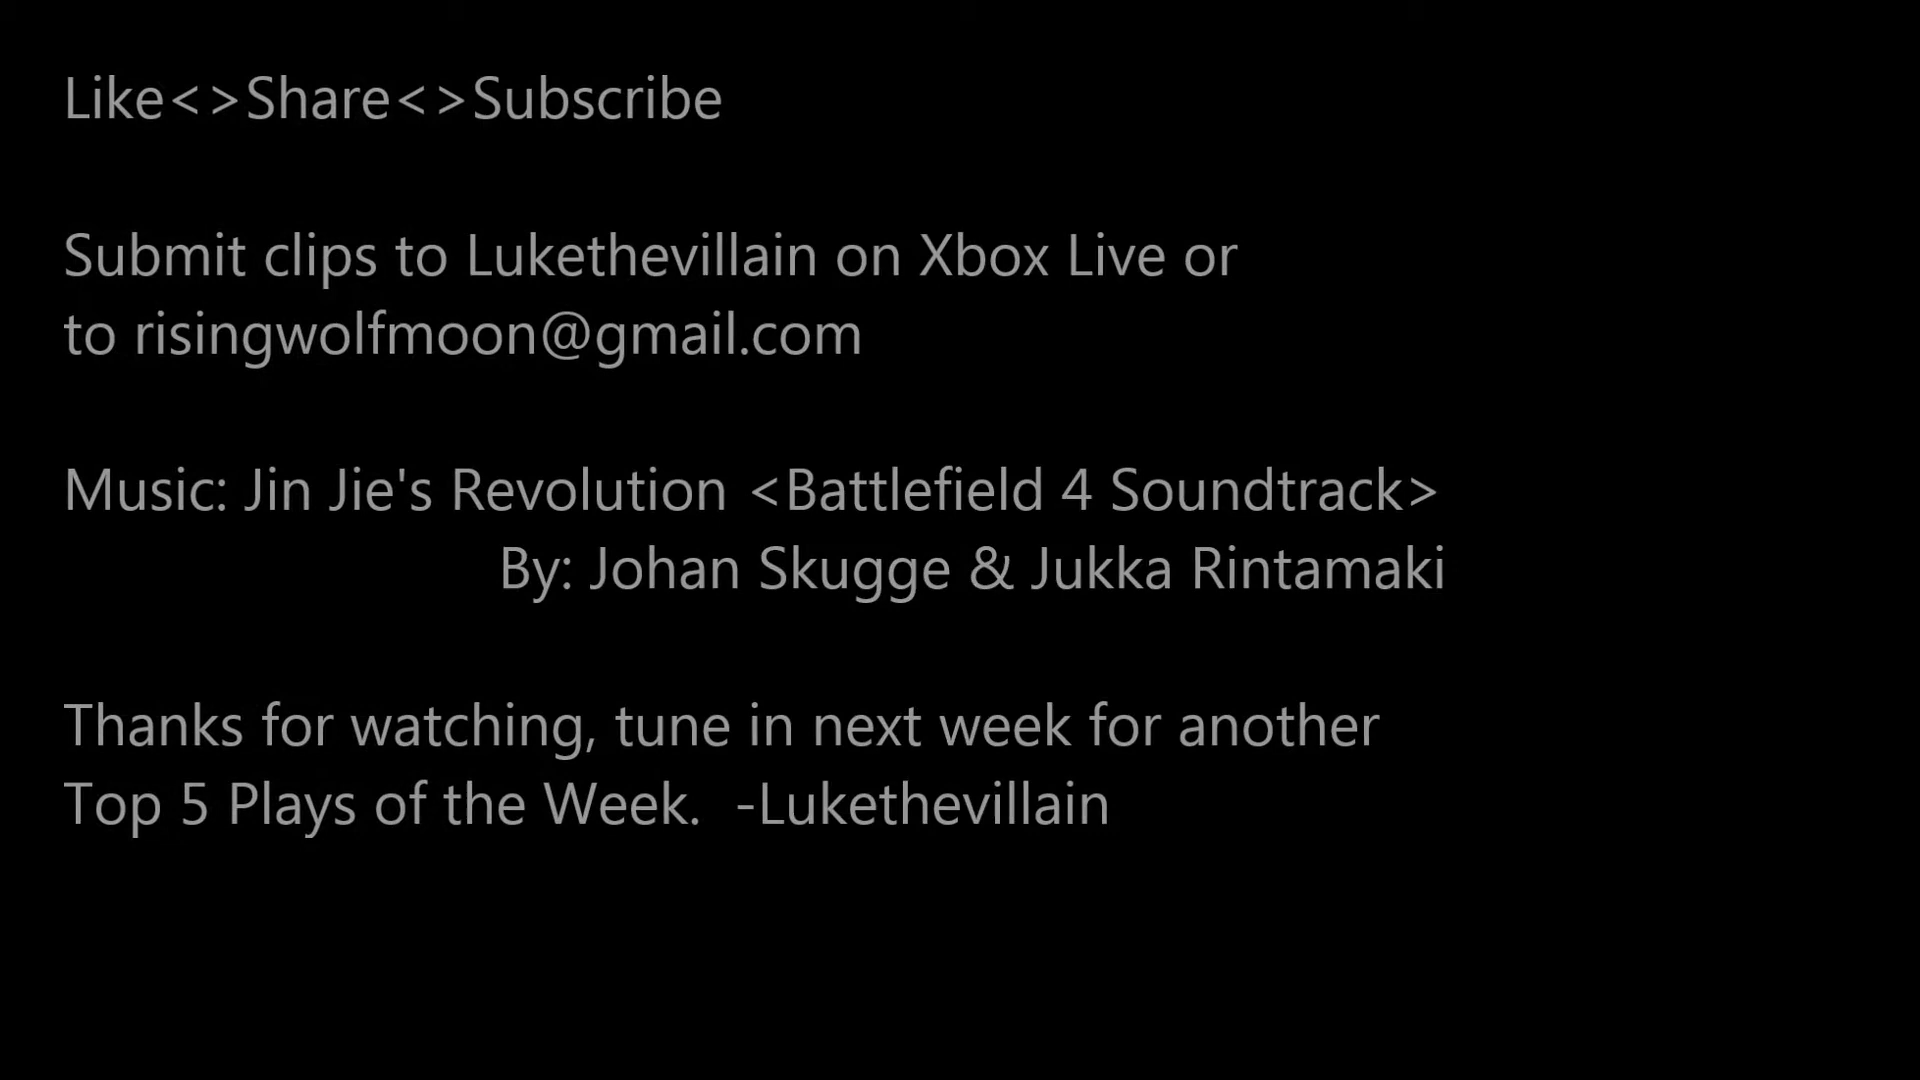 Like<>Share<>Subscribe
Submit clips to Lukethevillain on Xbox Live or
to risingwolfmoon@gmail.com
Music: Jin Jie's Revolution <Battlefield 4 Soundtrack>
By: Johan Skugge & Jukka Rintamaki
Thanks for watching, tune in next week for another
Top 5 Plays of the Week.  -Lukethevillain